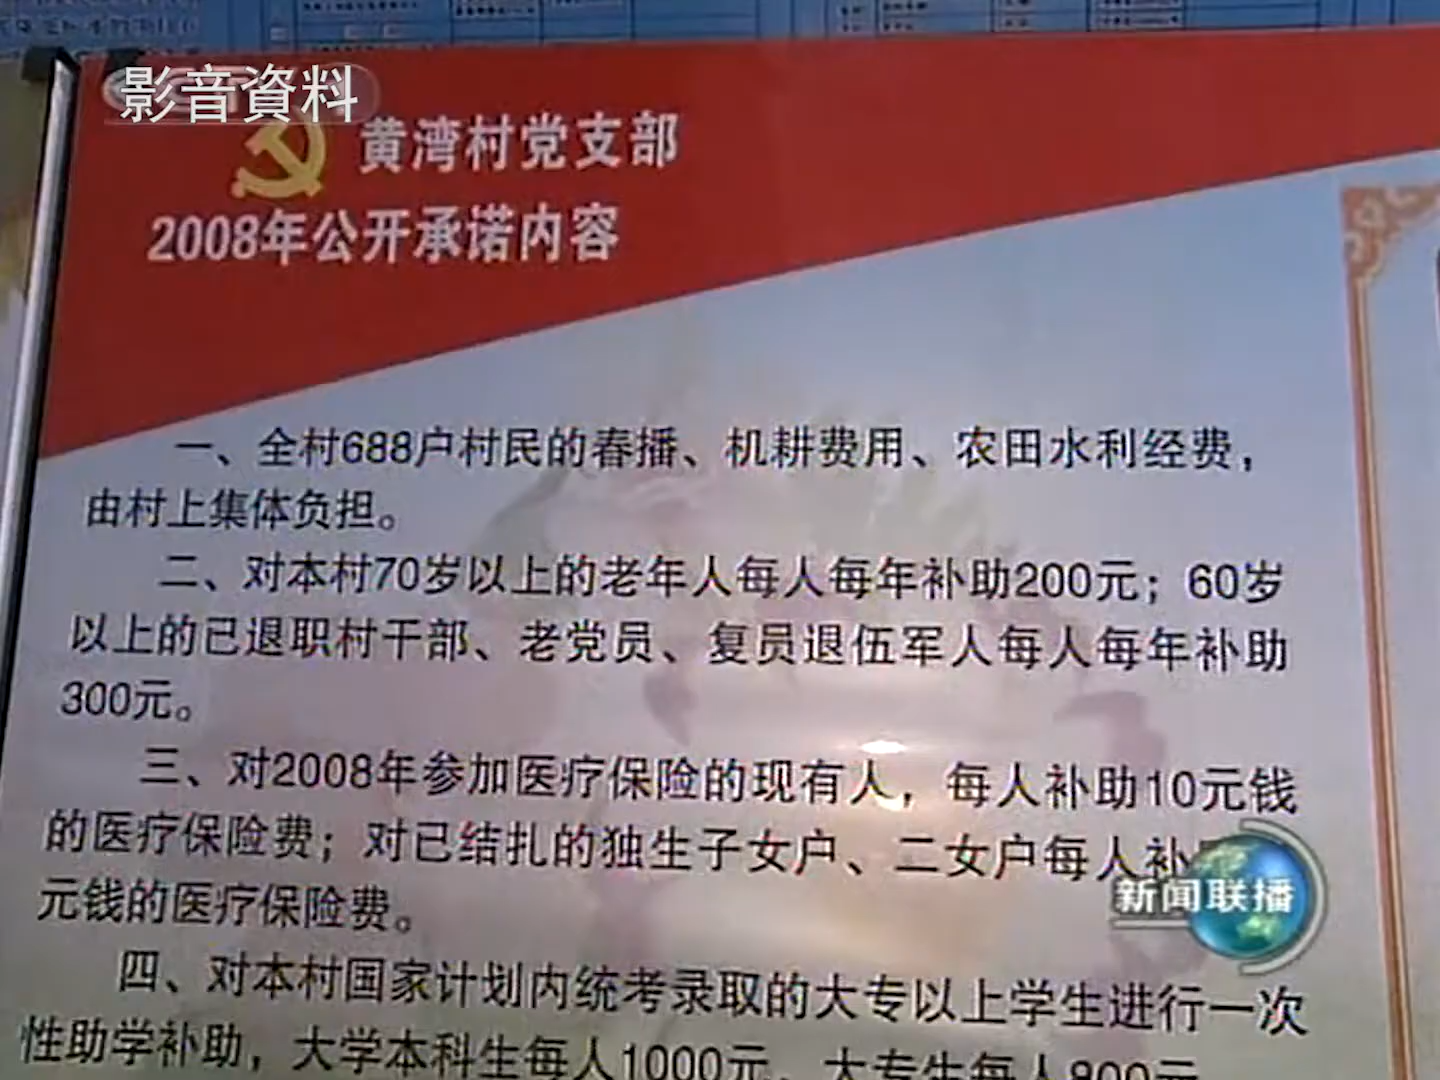 影音資料
黄湾村党支部
2008年公开承诺内容
一、全村688户村民的春播、机耕费用、农田水利经费，
由村上集体负担。
二、对本村70岁以上的老年人每人每年补助200元；60岁
以上的已退职村干部、老党员、复员退伍军人每人每年补助
300元。
三、对2008年参加医疗保险的现有人，每人补助10元钱
的医疗保险费；对已结扎的独生子女户、二女户每人补
元钱的医疗保险费。
新闻联播
四、对本村国家计划内统考录取的大专以上学生进行一次
性助学补助，大学本科生每人1000元，大专生每人800元